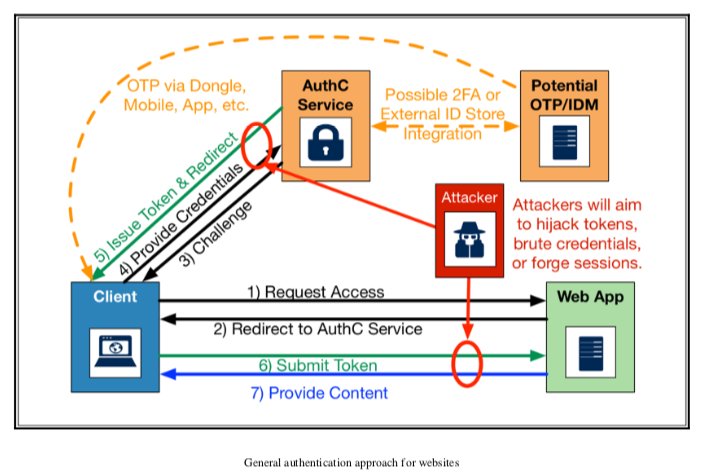 OTP via Dongle,
Mobile, App, etc.
AuthC
Service
Possible 2FA or
External ID Store
Integration
Potential
OTP/IDM
5) Issue Token & Redirect
4) Provide Credentials
3) Challenge
Attacker
Attackers will aim
to hijack tokens,
brute credentials,
or forge sessions.
Client
1) Request Access
Web App
2) Redirect to AuthC Service
6) Submit Token
7) Provide Content
General authentication approach for websites